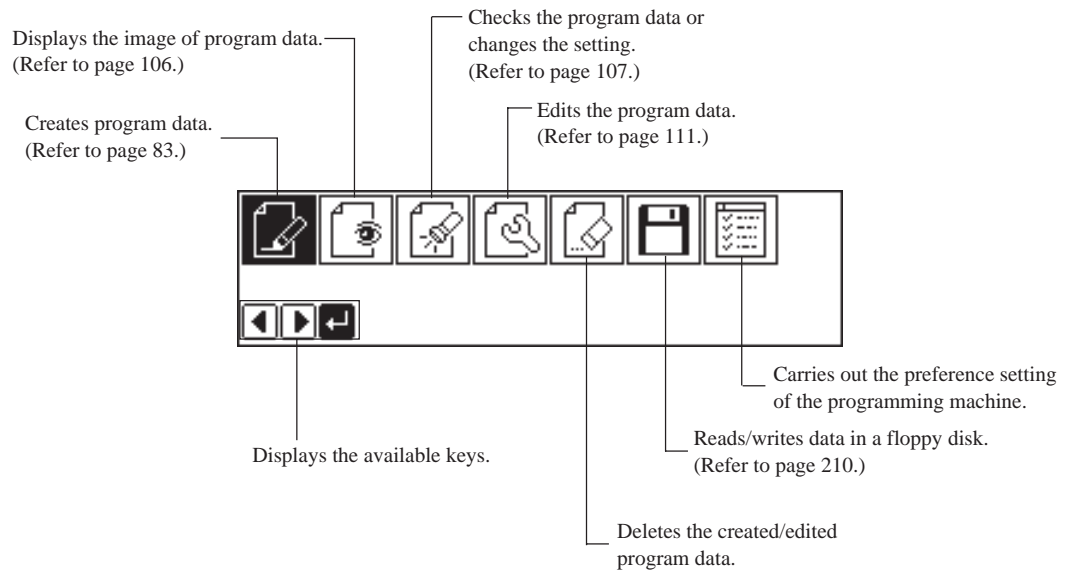 Checks the program data or
changes the setting.
(Refer to page 107.)
Displays the image of program data.
(Refer to page 106.)
Edits the program data.
(Refer to page 111.)
Creates program data.
(Refer to page 83.)
Carries out the preference setting
of the programming machine.
Reads/writes data in a floppy disk.
(Refer to page 210.)
Displays the available keys.
Deletes the created/edited
program data.